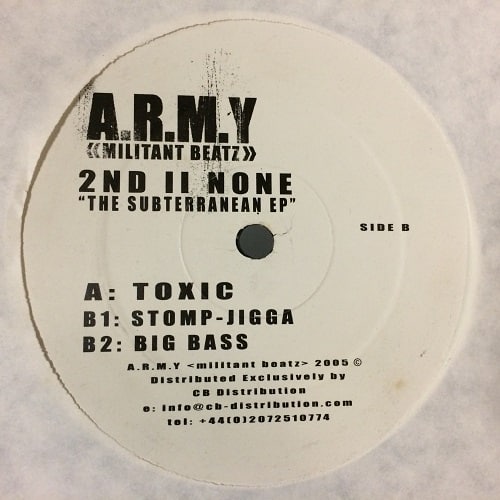 A.R.M.Y
«MILITANT BEATZ»
2ND II NONE
"THE SUBTERRANEAN EP"
SIDE B
A: TOXIC
B1: STOMP-JIGGA
B2: BIG BASS
A.R.M.Y <militant beatz> 2005 ©
Distributed Exclusively by
CB Distribution
e: info@cb-distribution.com
tel: +44(0)2072510774